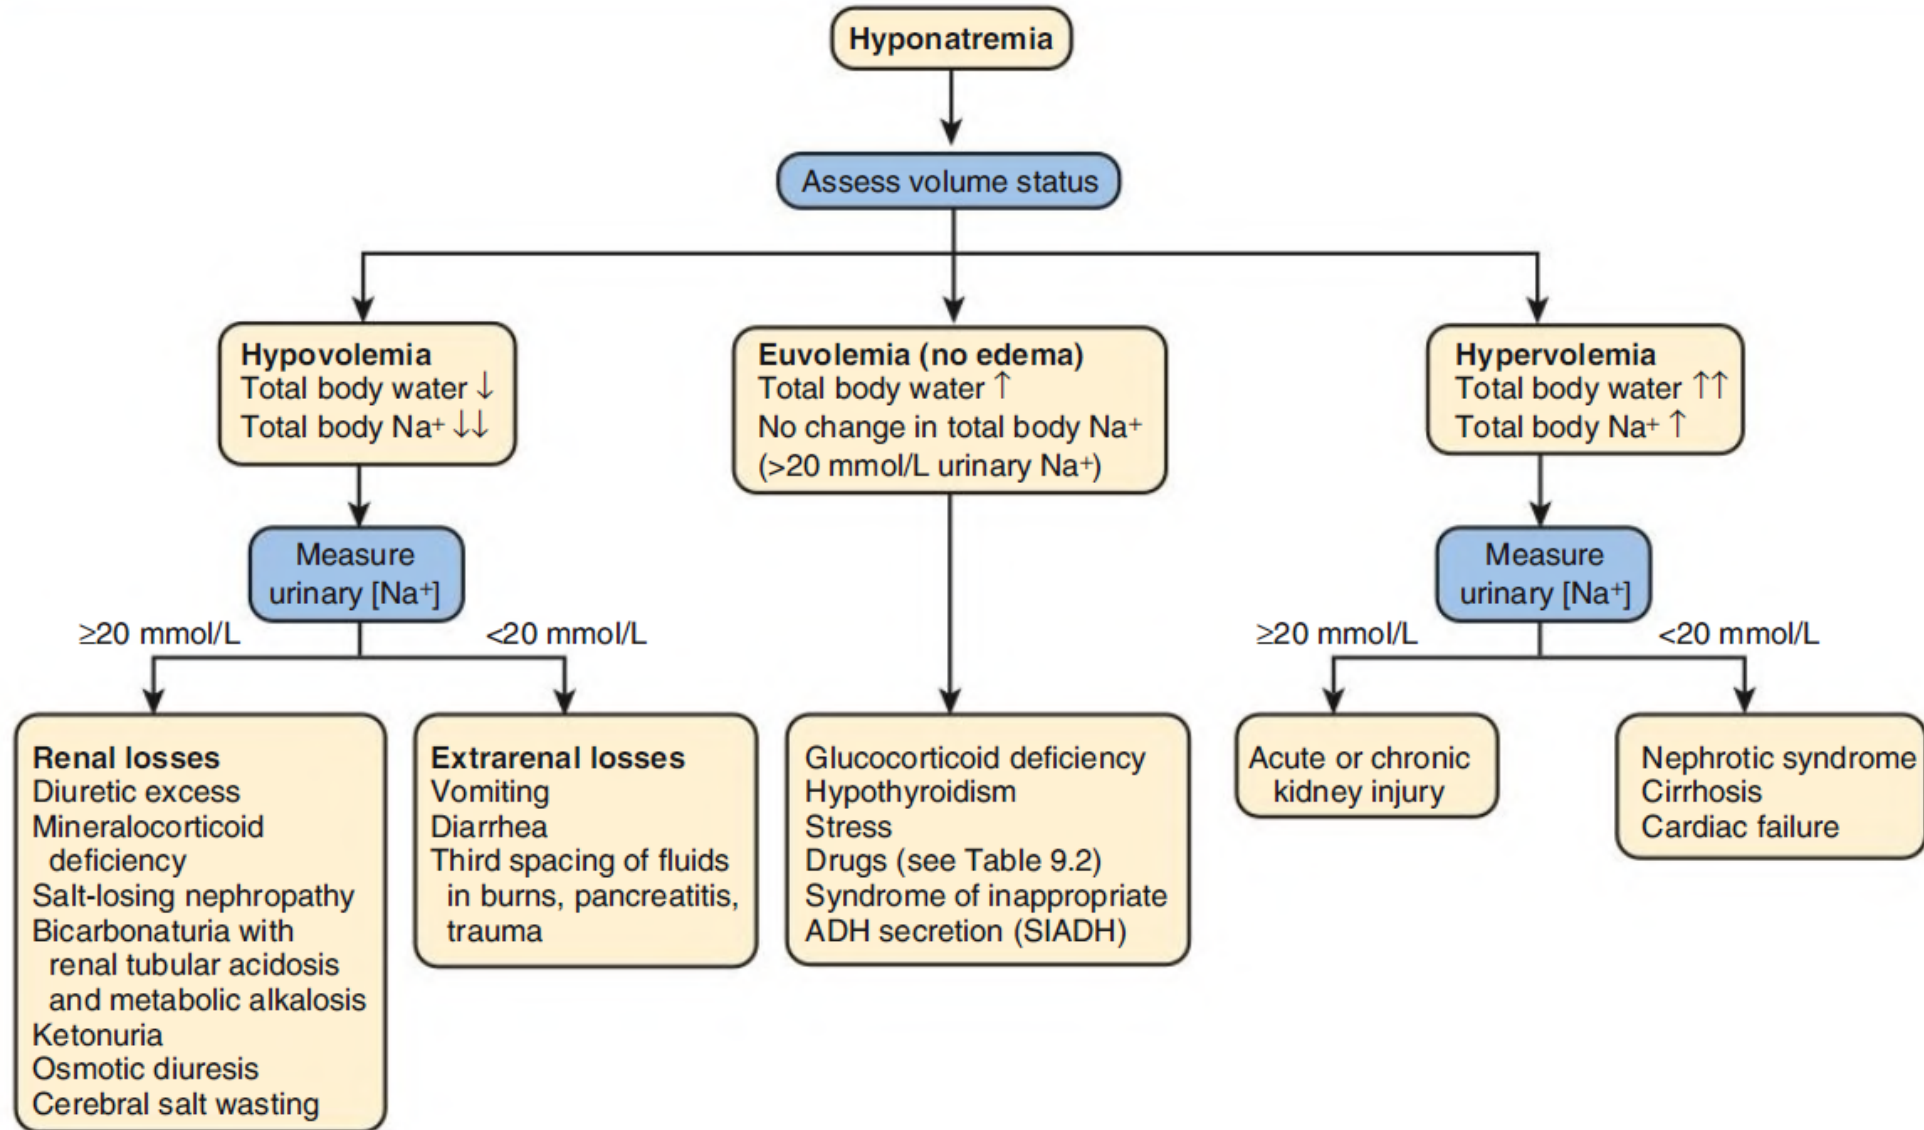 Hyponatremia
Assess volume status
Hypovolemia
Total body water ↓
Total body Na⁺ ↓↓
Euvolemia (no edema)
Total body water ↑
No change in total body Na⁺
(>20 mmol/L urinary Na⁺)
Hypervolemia
Total body water ↑↑
Total body Na⁺ ↑
Measure
urinary [Na⁺]
≥20 mmol/L
<20 mmol/L
Measure
urinary [Na⁺]
≥20 mmol/L
<20 mmol/L
Renal losses
Diuretic excess
Mineralocorticoid
deficiency
Salt-losing nephropathy
Bicarbonaturia with
renal tubular acidosis
and metabolic alkalosis
Ketonuria
Osmotic diuresis
Cerebral salt wasting
Extrarenal losses
Vomiting
Diarrhea
Third spacing of fluids
in burns, pancreatitis,
trauma
Glucocorticoid deficiency
Hypothyroidism
Stress
Drugs (see Table 9.2)
Syndrome of inappropriate
ADH secretion (SIADH)
Acute or chronic
kidney injury
Nephrotic syndrome
Cirrhosis
Cardiac failure